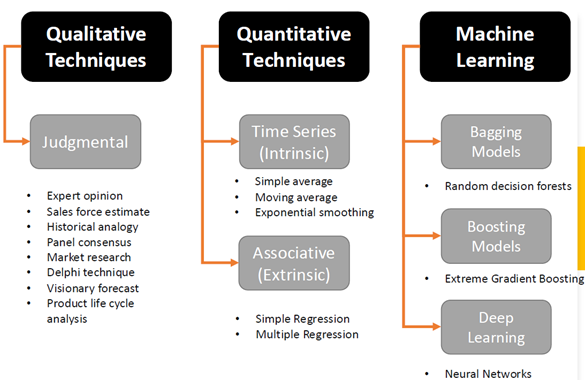 Qualitative
Techniques
Judgmental
Expert opinion
Sales force estimate
Historical analogy
Panel consensus
Market research
Delphi technique
Visionary forecast
Product life cycle
analysis
Quantitative
Techniques
Time Series
(Intrinsic)
Simple average
Moving average
Exponential smoothing
Associative
(Extrinsic)
Simple Regression
Multiple Regression
Machine
Learning
Bagging
Models
Random decision forests
Boosting
Models
Extreme Gradient Boosting
Deep
Learning
Neural Networks